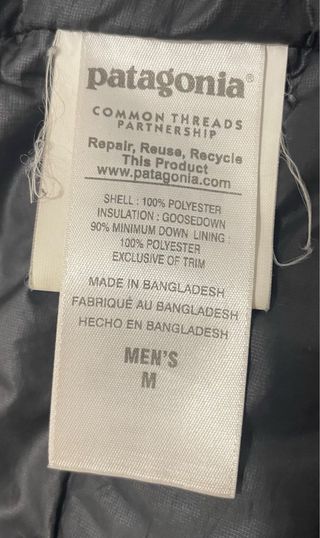 patagonia®
COMMON THREADS
PARTNERSHIP
Repair, Reuse, Recycle
This Product
www.patagonia.com
SHELL : 100% POLYESTER
INSULATION : GOOSEDOWN
90% MINIMUM DOWN LINING :
100% POLYESTER
EXCLUSIVE OF TRIM
MADE IN BANGLADESH
FABRIQUÉ AU BANGLADESH
HECHO EN BANGLADESH
MEN'S
M